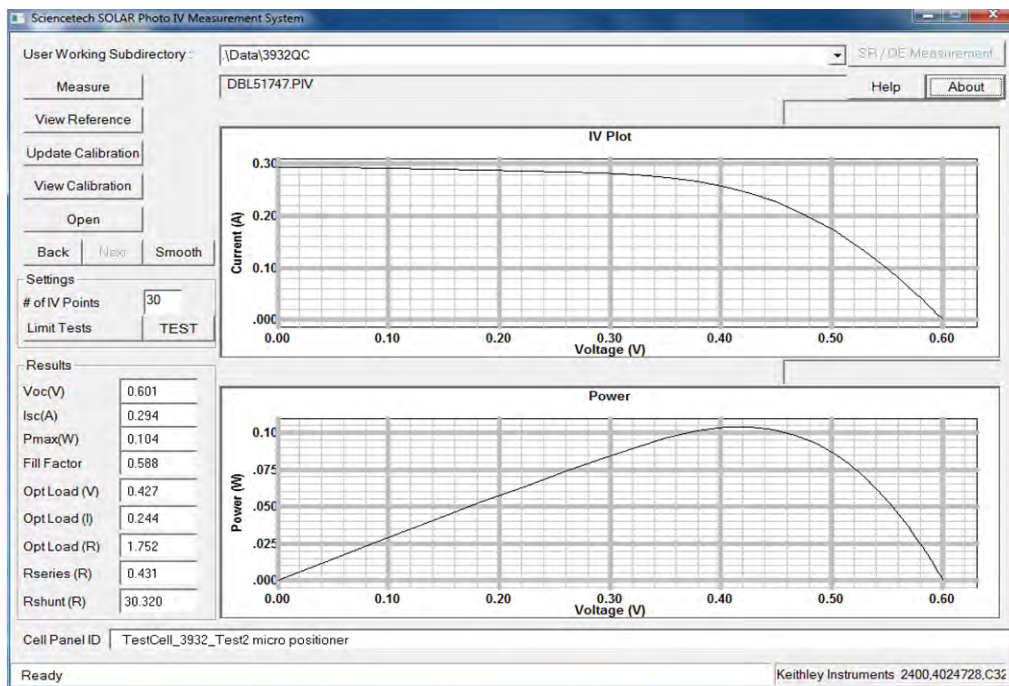 Sciencetech SOLAR Photo IV Measurement System
User Working Subdirectory : .\Data\3932QC SR / DE Measurement
Measure DBL51747.PIV Help About
View Reference
Update Calibration
View Calibration
Open
Back Next Smooth
Settings
# of IV Points 30
Limit Tests TEST
Results
Voc(V) 0.601
Isc(A) 0.294
Pmax(W) 0.104
Fill Factor 0.588
Opt Load (V) 0.427
Opt Load (I) 0.244
Opt Load (R) 1.752
Rseries (R) 0.431
Rshunt (R) 30.320
IV Plot
Current (A)
0.30
0.20
0.10
.000
0.00 0.10 0.20 0.30 0.40 0.50 0.60
Voltage (V)
Power
Power (W)
0.10
.075
.050
.025
.000
0.00 0.10 0.20 0.30 0.40 0.50 0.60
Voltage (V)
Cell Panel ID TestCell_3932_Test2 micro positioner
Ready Keithley Instruments 2400,4024728,C32